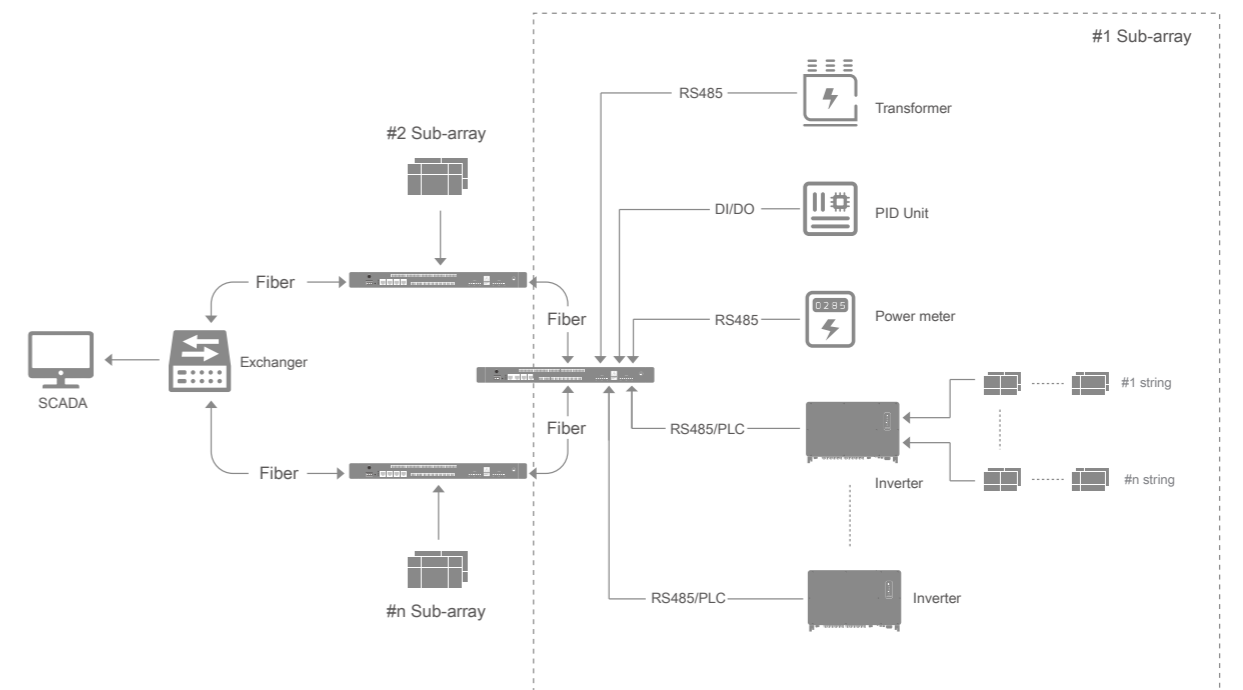 #1 Sub-array
RS485
Transformer
#2 Sub-array
DI/DO
PID Unit
Fiber
0285
Fiber
RS485
Power meter
Exchanger
SCADA
#1 string
Fiber
RS485/PLC
Fiber
Inverter
#n string
RS485/PLC
Inverter
#n Sub-array